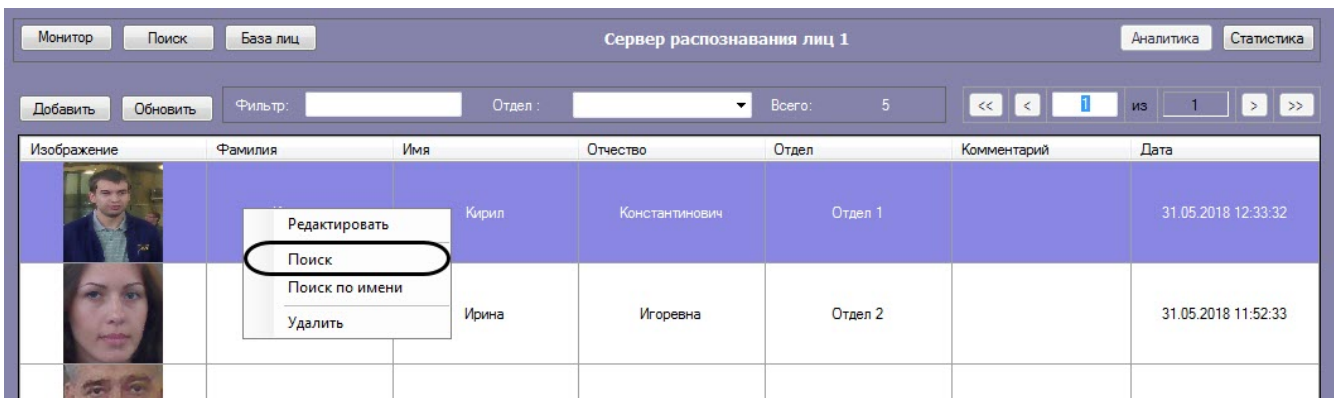 Монитор Поиск База лиц Сервер распознавания лиц 1 Аналитика Статистика
Добавить Обновить Фильтр: Отдел : Всего: 5 << < 1 из 1 > >>
Изображение Фамилия Имя Отчество Отдел Комментарий Дата
Кирил Константинович Отдел 1 31.05.2018 12:33:32
Редактировать
Поиск
Поиск по имени
Удалить
Ирина Игоревна Отдел 2 31.05.2018 11:52:33